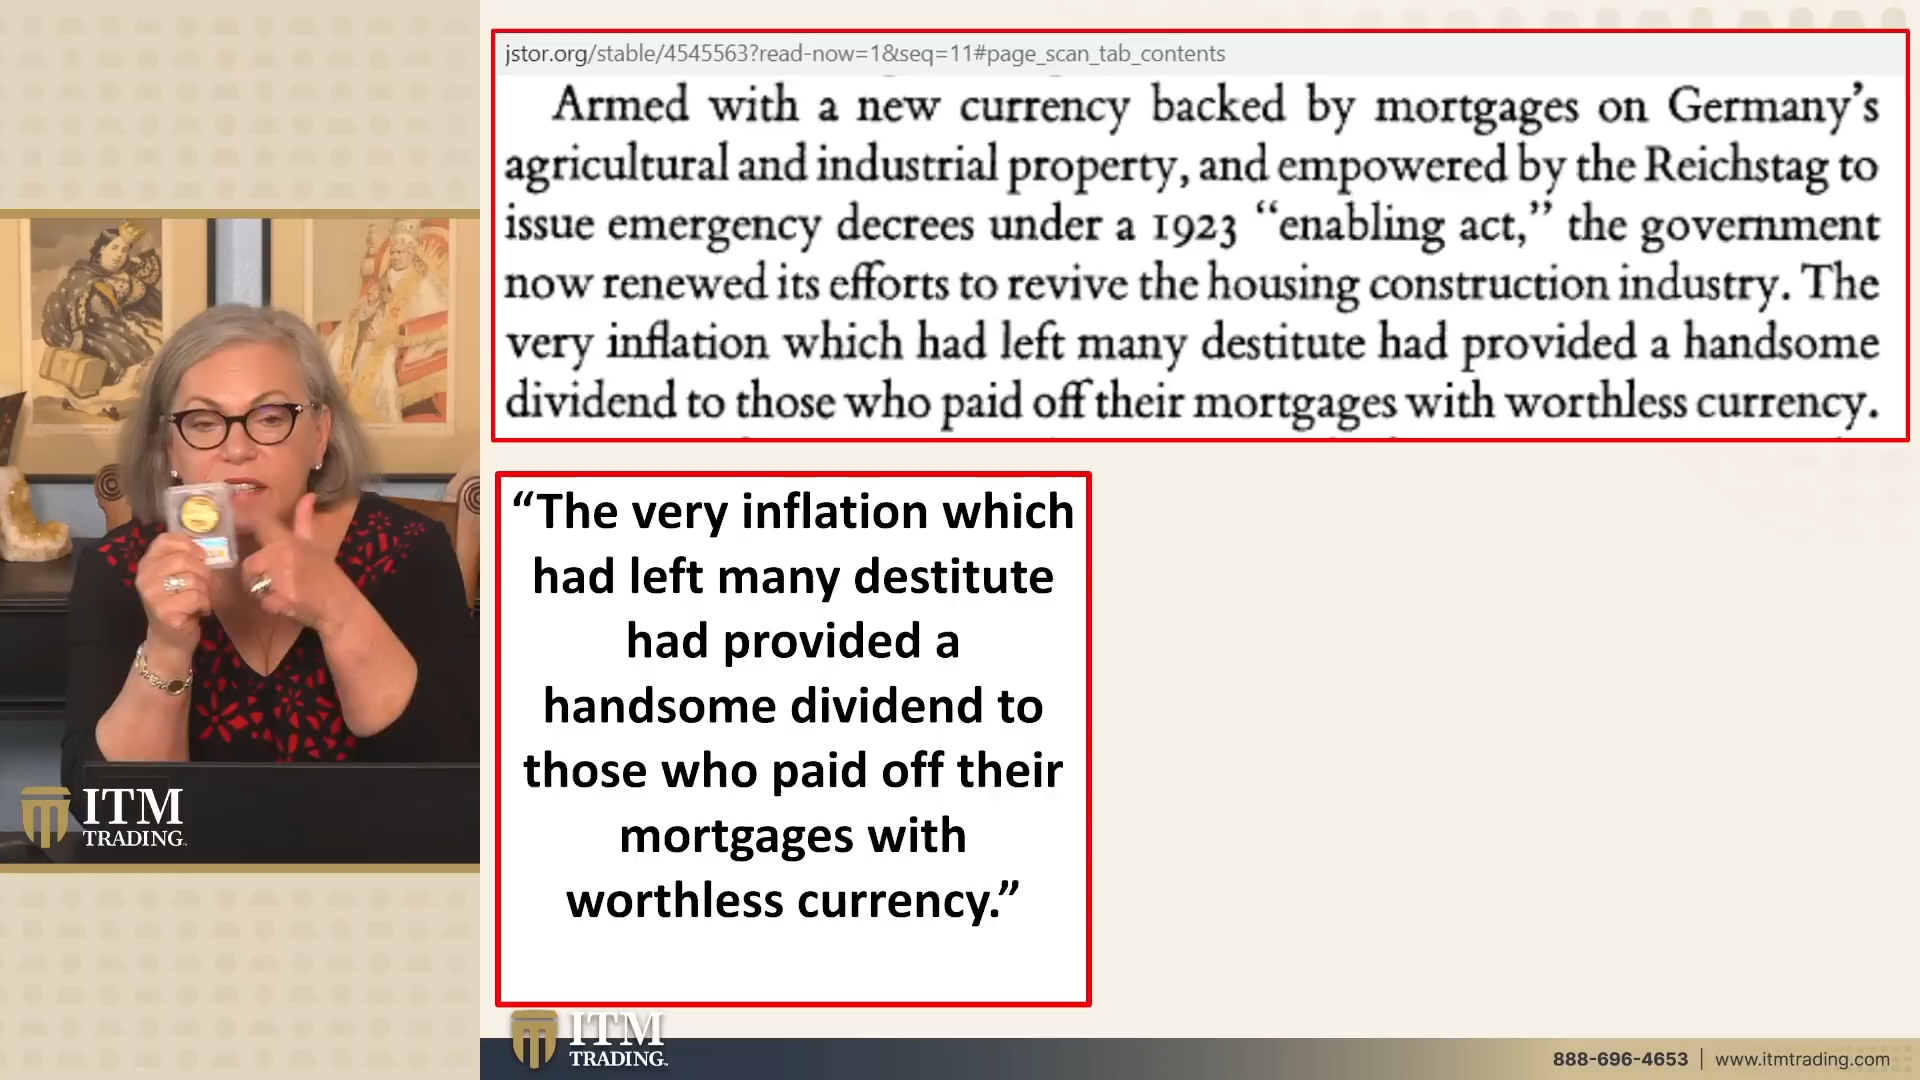 jstor.org/stable/4545563?read-now=1&seq=11#page_scan_tab_contents
Armed with a new currency backed by mortgages on Germany's
agricultural and industrial property, and empowered by the Reichstag to
issue emergency decrees under a 1923 “enabling act,” the government
now renewed its efforts to revive the housing construction industry. The
very inflation which had left many destitute had provided a handsome
dividend to those who paid off their mortgages with worthless currency.
“The very inflation which
had left many destitute
had provided a
handsome dividend to
those who paid off their
mortgages with
worthless currency.”
ITM
TRADING
ITM
TRADING
888-696-4653 | www.itmtrading.com